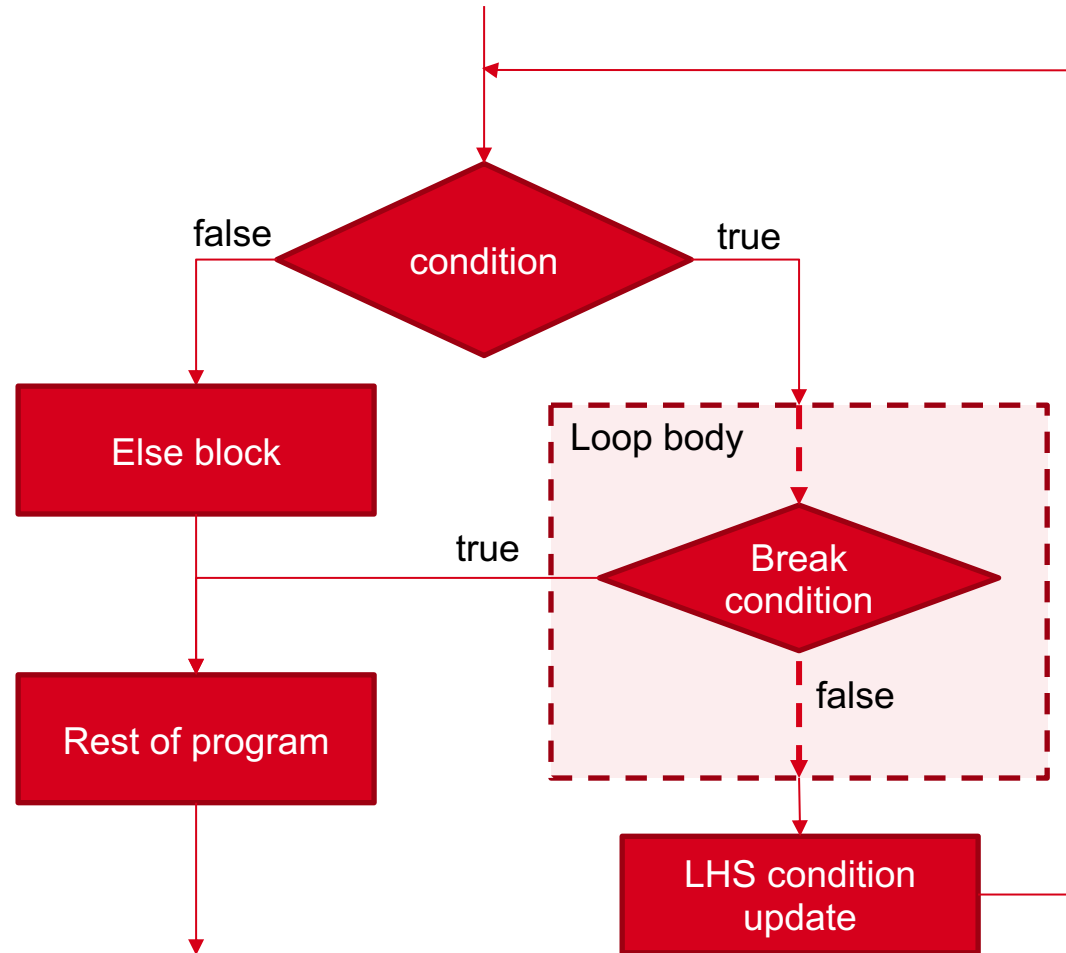 false
true
condition
Else block
Loop body
true
Break
condition
false
Rest of program
LHS condition
update